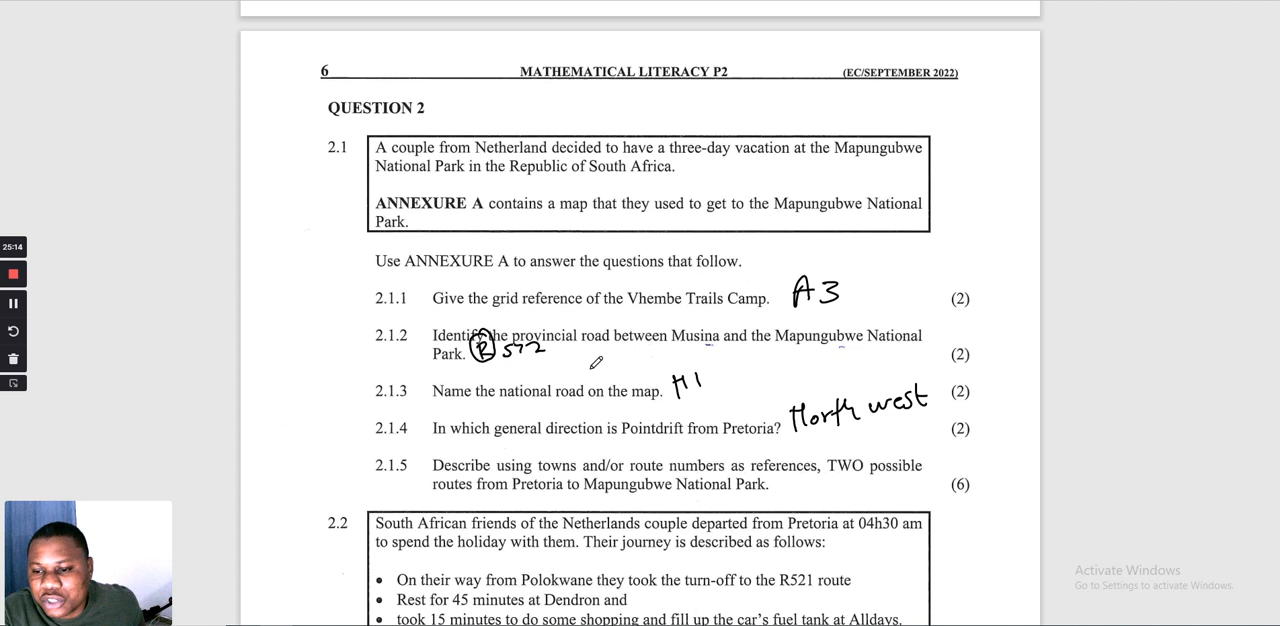 6 MATHEMATICAL LITERACY P2 (EC/SEPTEMBER 2022)
QUESTION 2
2.1 A couple from Netherland decided to have a three-day vacation at the Mapungubwe
National Park in the Republic of South Africa.
ANNEXURE A contains a map that they used to get to the Mapungubwe National
Park.
Use ANNEXURE A to answer the questions that follow.
2.1.1 Give the grid reference of the Vhembe Trails Camp. A3 (2)
2.1.2 Identify the provincial road between Musina and the Mapungubwe National
Park. R572 (2)
2.1.3 Name the national road on the map. N1 (2)
2.1.4 In which general direction is Pointdrift from Pretoria? North west (2)
2.1.5 Describe using towns and/or route numbers as references, TWO possible
routes from Pretoria to Mapungubwe National Park. (6)
2.2 South African friends of the Netherlands couple departed from Pretoria at 04h30 am
to spend the holiday with them. Their journey is described as follows:
• On their way from Polokwane they took the turn-off to the R521 route
• Rest for 45 minutes at Dendron and
• took 15 minutes to do some shopping and fill up the car's fuel tank at Alldays.
25:14
Activate Windows
Go to Settings to activate Windows.